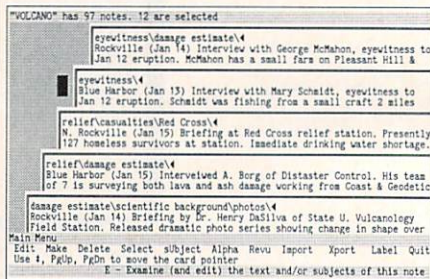 "VOLCANO" has 97 notes. 12 are selected
eyewitness\damage estimate\◄
Rockville (Jan 14) Interview with George McMahon, eyewitness to
Jan 12 eruption. McMahon has a small farm on Pleasant Hill &
eyewitness\◄
Blue Harbor (Jan 13) Interview with Mary Schmidt, eyewitness to
Jan 12 eruption. Schmidt was fishing from a small craft 2 miles
relief\casualties\Red Cross\◄
N. Rockville (Jan 15) Briefing at Red Cross relief station. Presently
127 homeless survivors at station. Immediate drinking water shortage.
relief\damage estimate\◄
Blue Harbor (Jan 15) Interveiwed A. Borg of Distaster Control. His team
of 7 is surveying both lava and ash damage working from Coast & Geodetic
damage estimate\scientific background\photos\◄
Rockville (Jan 14) Briefing by Dr. Henry DaSilva of State U. Vulcanology
Field Station. Released dramatic photo series showing change in shape over
Main Menu
Edit Make Delete Select sUbject Alpha Revu Import Xport Label Quit
Use ↕, PgUp, PgDn to move the card pointer
E - Examine (and edit) the text and/or subjects of this note